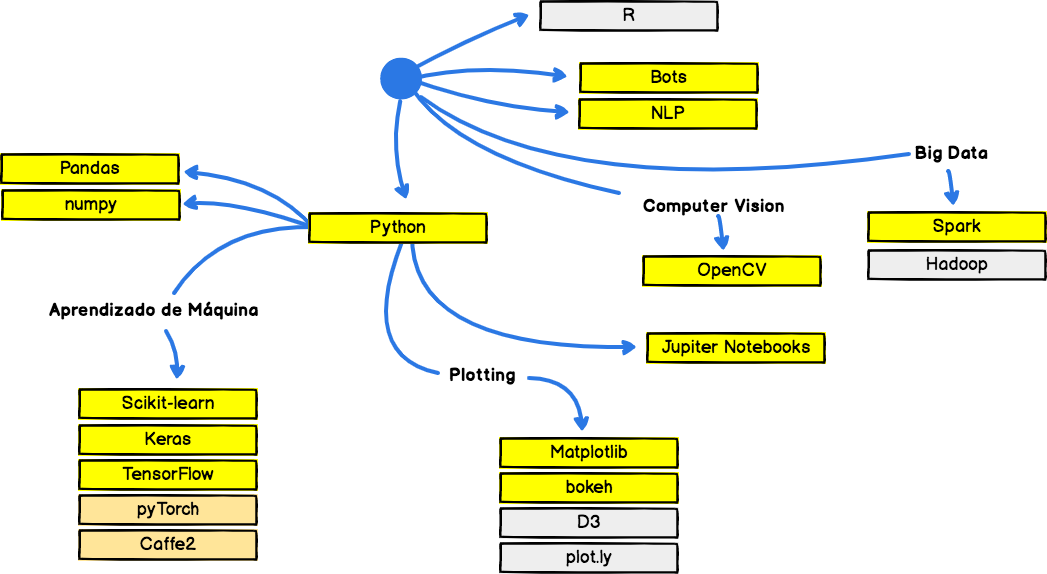 R
Bots
NLP
Big Data
Pandas
numpy
Python
Computer Vision
Spark
Hadoop
OpenCV
Aprendizado de Máquina
Jupiter Notebooks
Plotting
Scikit-learn
Keras
TensorFlow
pyTorch
Caffe2
Matplotlib
bokeh
D3
plot.ly